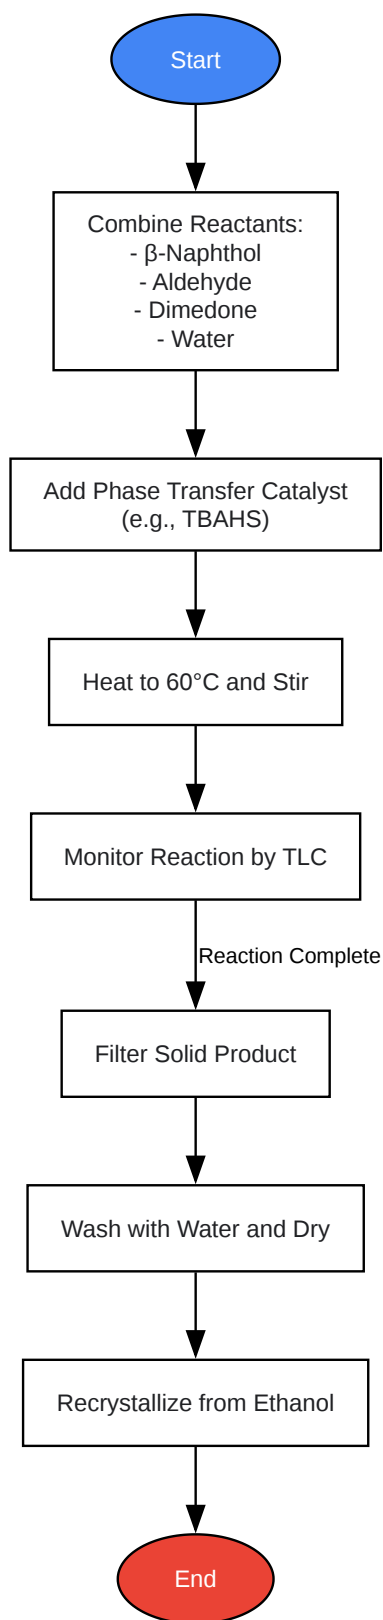 Start
Combine Reactants:
- β-Naphthol
- Aldehyde
- Dimedone
- Water
Add Phase Transfer Catalyst
(e.g., TBAHS)
Heat to 60°C and Stir
Monitor Reaction by TLC
Reaction Complete
Filter Solid Product
Wash with Water and Dry
Recrystallize from Ethanol
End